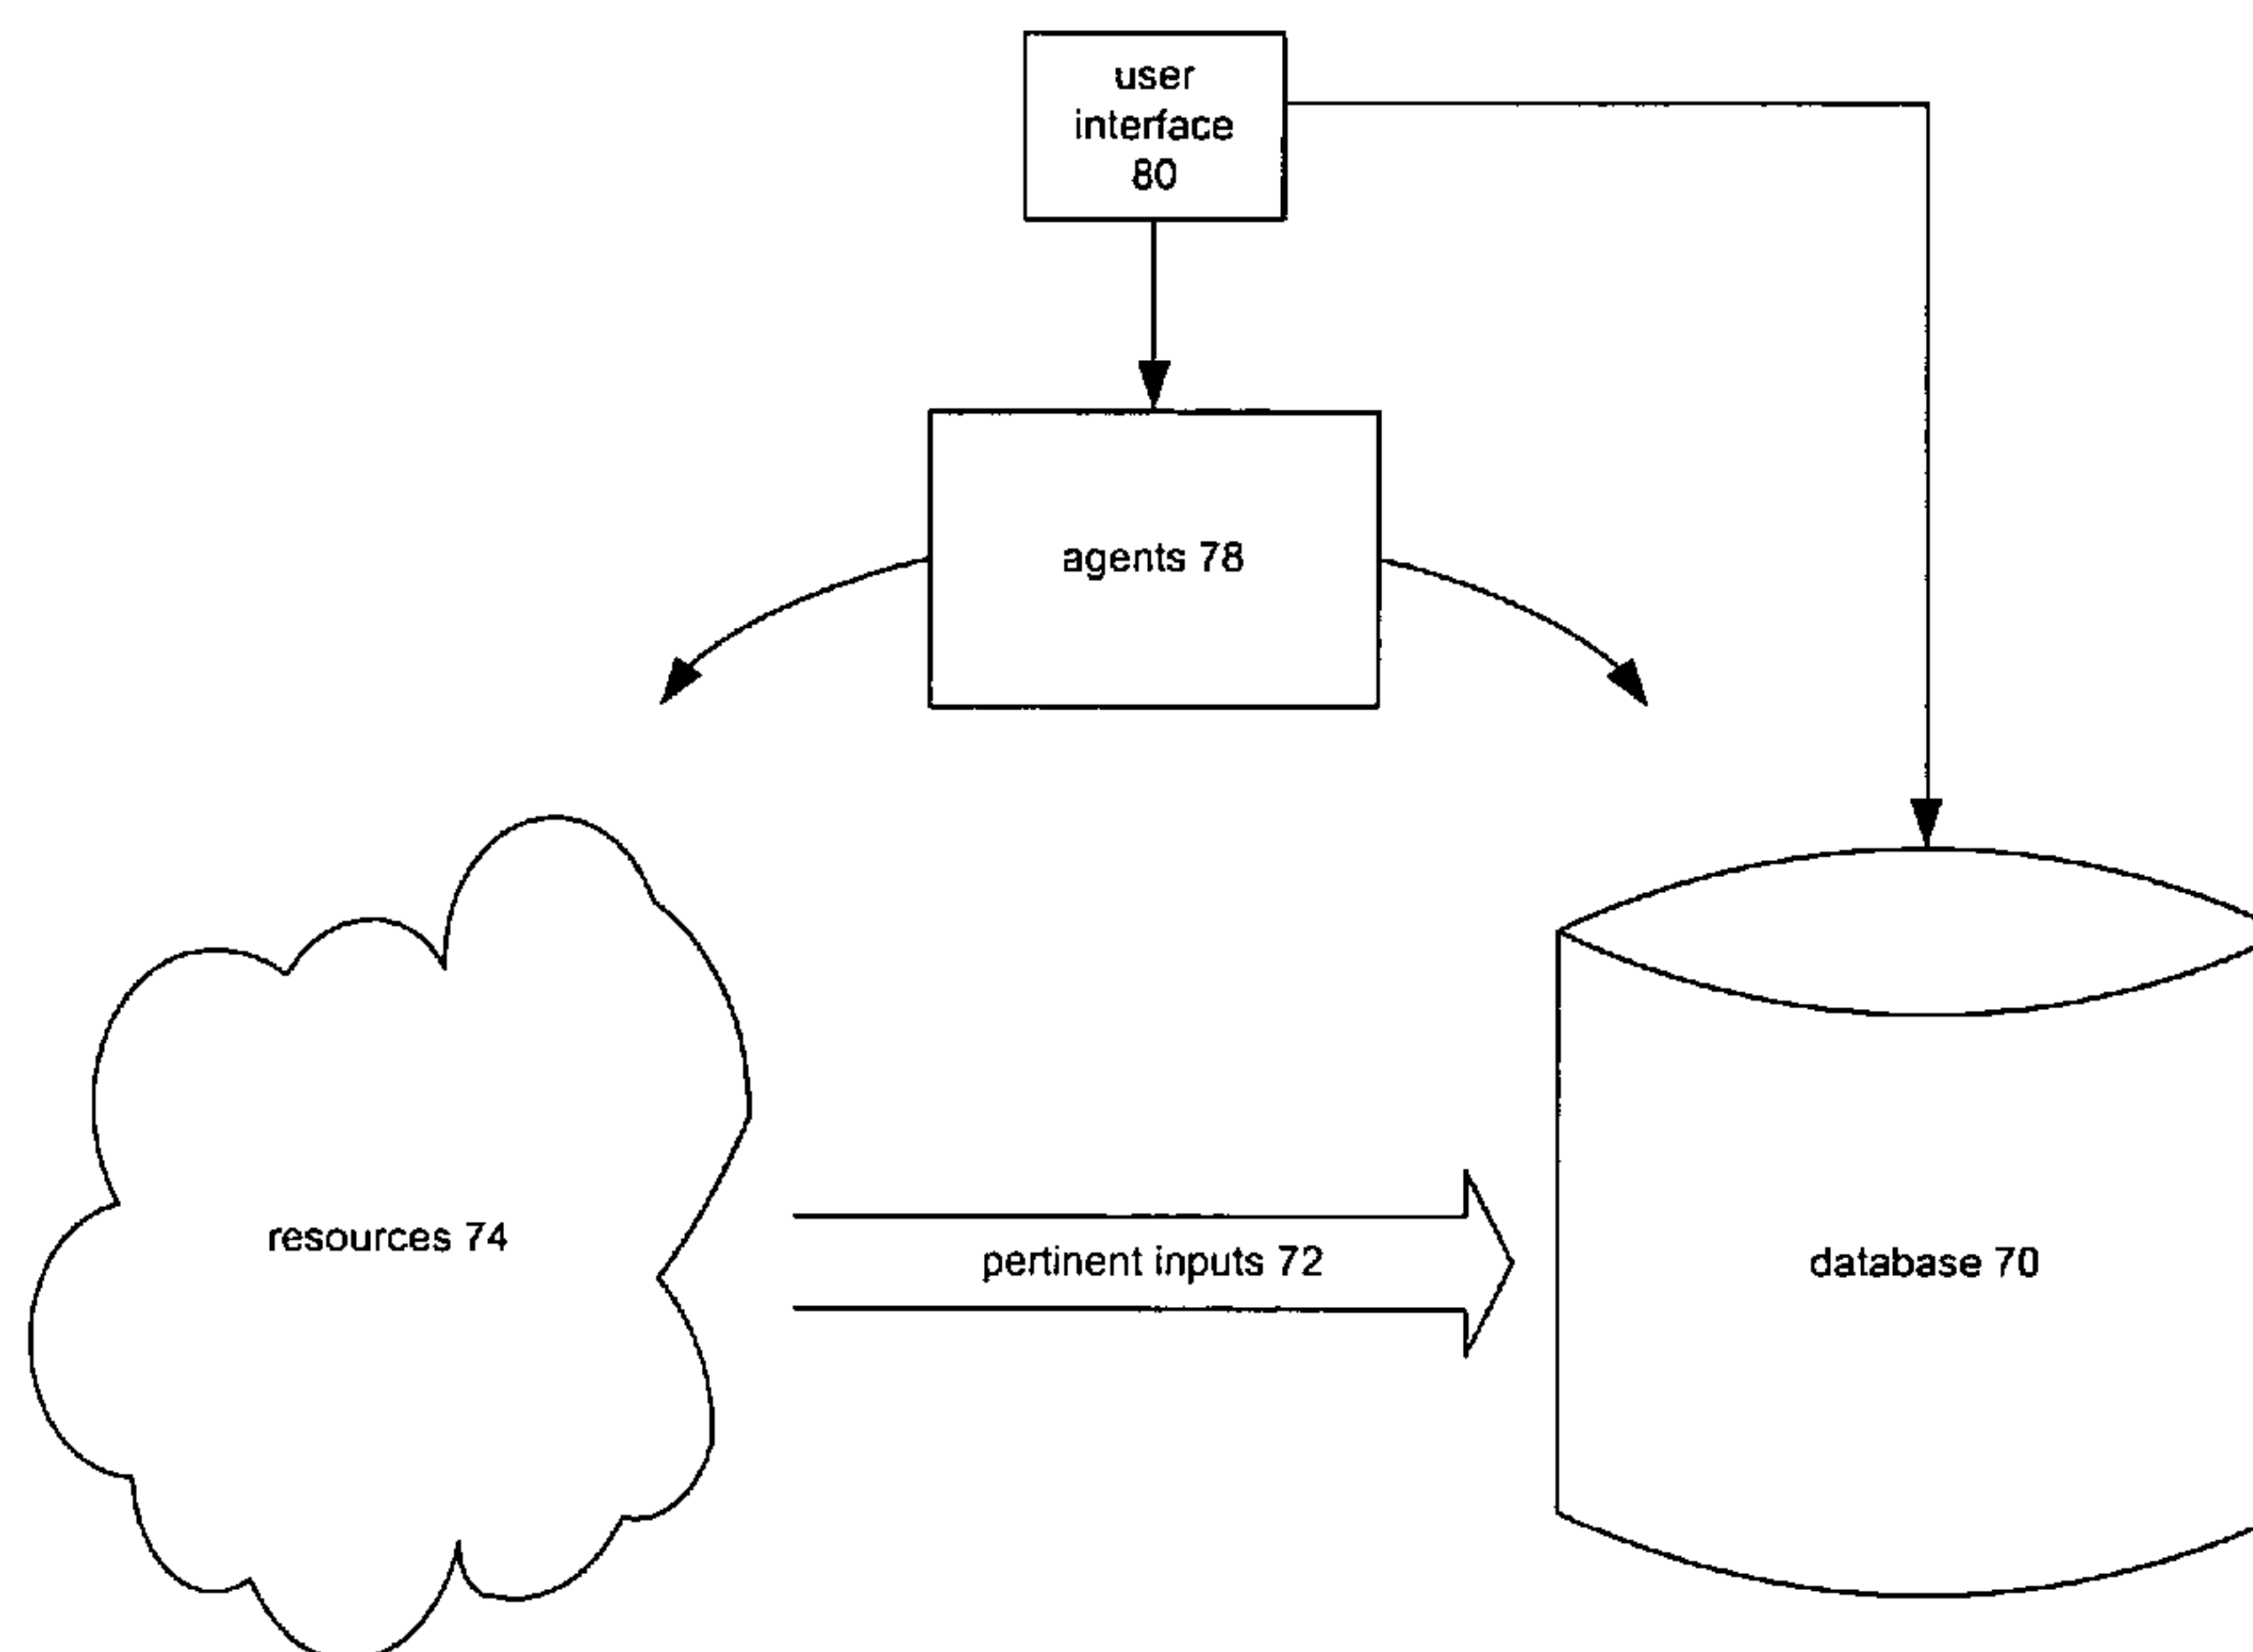 user
interface
80
agents 78
resources 74
pertinent inputs 72
database 70